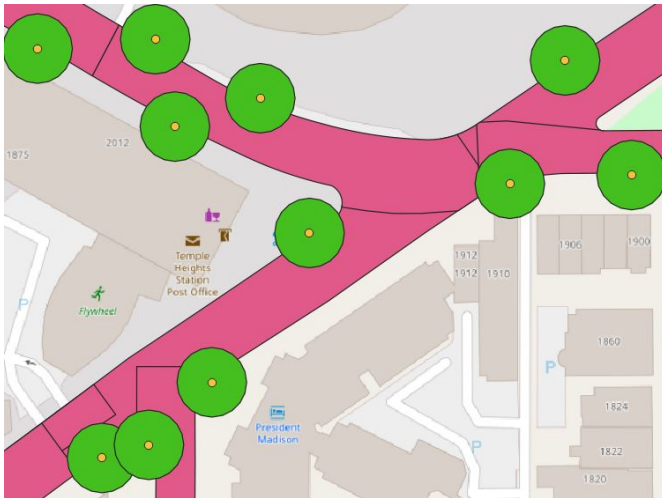 2012
1875
Temple
Heights
Station
Post Office
Flywheel
P
1912
1912
1910
1906
1900
1860
P
1824
1822
1820
President
Madison
P